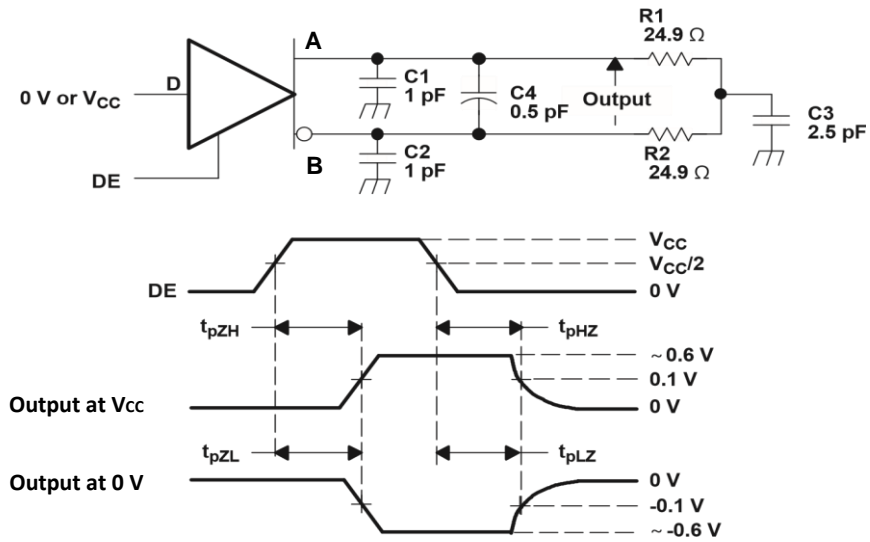 A
R1
24.9 Ω
D
0 V or VCC
C1
1 pF
C4
0.5 pF
Output
C3
2.5 pF
B
C2
1 pF
R2
24.9 Ω
DE
VCC
VCC/2
DE
0 V
tpZH
tpHZ
~ 0.6 V
0.1 V
Output at VCC
0 V
tpZL
tpLZ
Output at 0 V
0 V
-0.1 V
~ -0.6 V